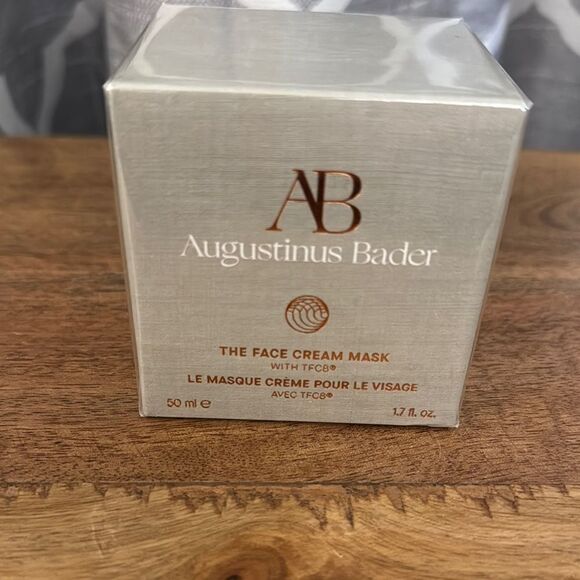 AB
Augustinus Bader
THE FACE CREAM MASK
WITH TFC8®
LE MASQUE CRÈME POUR LE VISAGE
AVEC TFC8®
50 ml ℮
1.7 fl. oz.